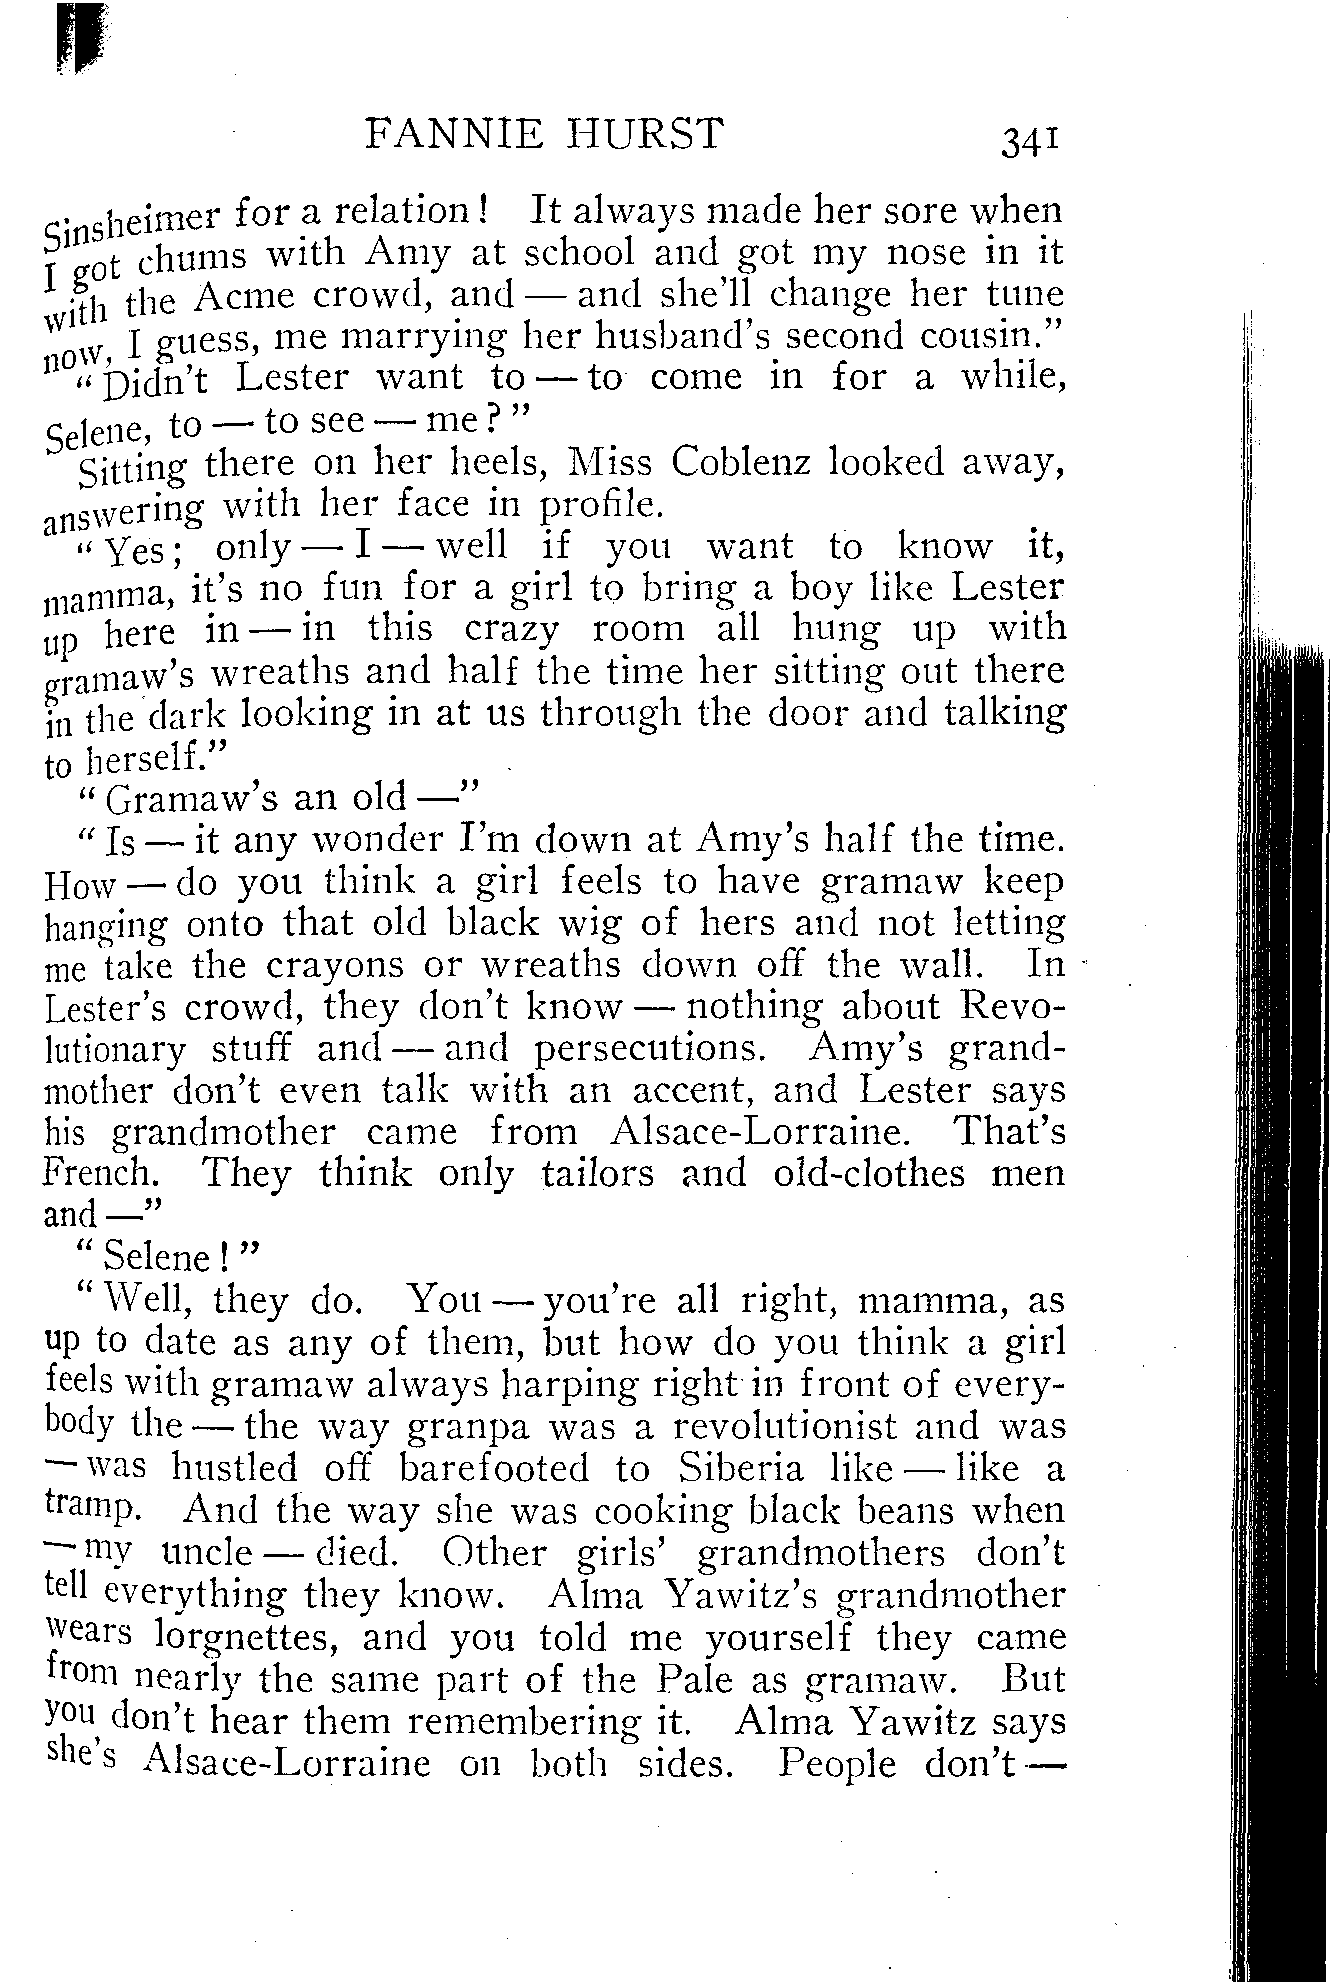 FANNIE HURST 341
Sinsheimer for a relation! It always made her sore when
I got chums with Amy at school and got my nose in it
with the Acme crowd, and — and she'll change her tune
now, I guess, me marrying her husband's second cousin."
"Didn't Lester want to — to come in for a while,
Selene, to — to see — me?"
Sitting there on her heels, Miss Coblenz looked away,
answering with her face in profile.
"Yes; only — I — well if you want to know it,
mamma, it's no fun for a girl to bring a boy like Lester
up here in — in this crazy room all hung up with
gramaw's wreaths and half the time her sitting out there
in the dark looking in at us through the door and talking
to herself."
"Gramaw's an old —"
"Is — it any wonder I'm down at Amy's half the time.
How — do you think a girl feels to have gramaw keep
hanging onto that old black wig of hers and not letting
me take the crayons or wreaths down off the wall. In
Lester's crowd, they don't know — nothing about Revo-
lutionary stuff and — and persecutions. Amy's grand-
mother don't even talk with an accent, and Lester says
his grandmother came from Alsace-Lorraine. That's
French. They think only tailors and old-clothes men
and —"
"Selene!"
"Well, they do. You — you're all right, mamma, as
up to date as any of them, but how do you think a girl
feels with gramaw always harping right in front of every-
body the — the way granpa was a revolutionist and was
— was hustled off barefooted to Siberia like — like a
tramp. And the way she was cooking black beans when
— my uncle — died. Other girls' grandmothers don't
tell everything they know. Alma Yawitz's grandmother
wears lorgnettes, and you told me yourself they came
from nearly the same part of the Pale as gramaw. But
you don't hear them remembering it. Alma Yawitz says
she's Alsace-Lorraine on both sides. People don't —